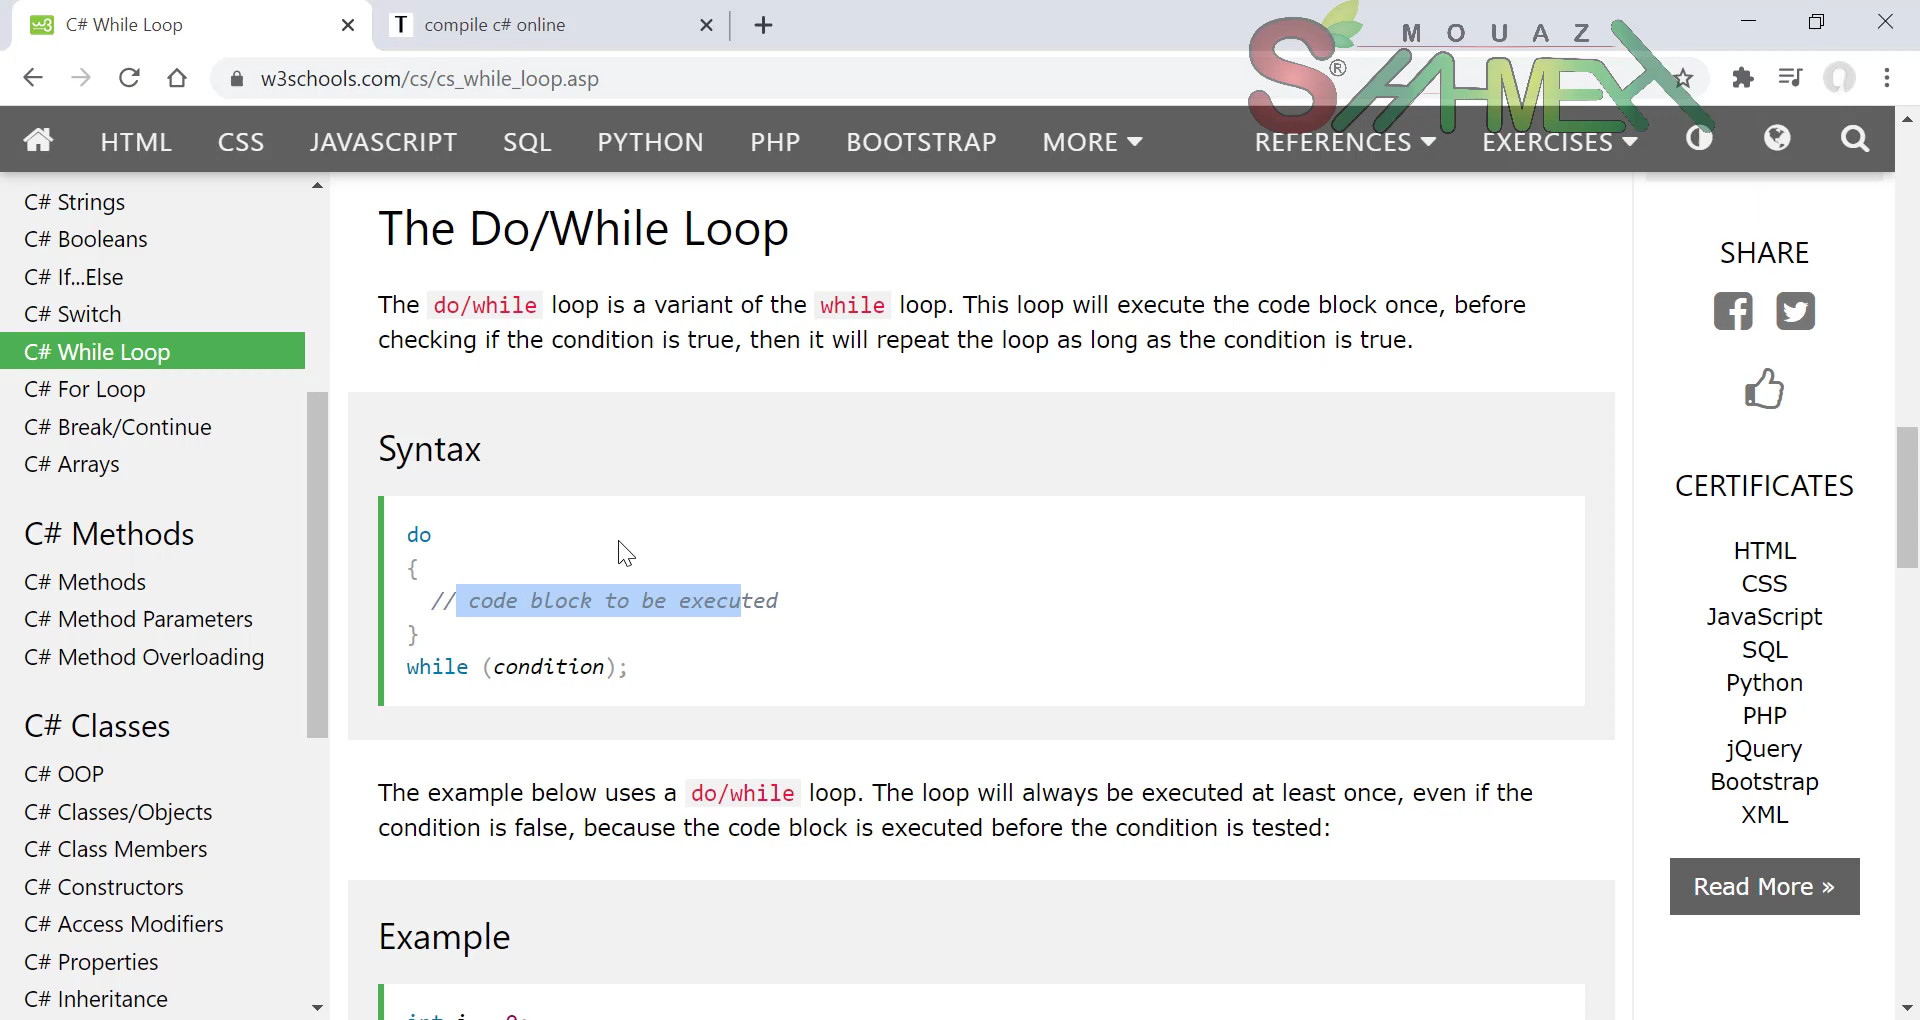 C# While Loop
compile c# online
w3schools.com/cs/cs_while_loop.asp
MOUAZ
SHAHMEH
®
HTML
CSS
JAVASCRIPT
SQL
PYTHON
PHP
BOOTSTRAP
MORE
REFERENCES
EXERCISES
C# Strings
C# Booleans
C# If...Else
C# Switch
C# While Loop
C# For Loop
C# Break/Continue
C# Arrays
C# Methods
C# Methods
C# Method Parameters
C# Method Overloading
C# Classes
C# OOP
C# Classes/Objects
C# Class Members
C# Constructors
C# Access Modifiers
C# Properties
C# Inheritance
The Do/While Loop
The do/while loop is a variant of the while loop. This loop will execute the code block once, before
checking if the condition is true, then it will repeat the loop as long as the condition is true.
Syntax
do
{
// code block to be executed
}
while (condition);
The example below uses a do/while loop. The loop will always be executed at least once, even if the
condition is false, because the code block is executed before the condition is tested:
Example
SHARE
CERTIFICATES
HTML
CSS
JavaScript
SQL
Python
PHP
jQuery
Bootstrap
XML
Read More »